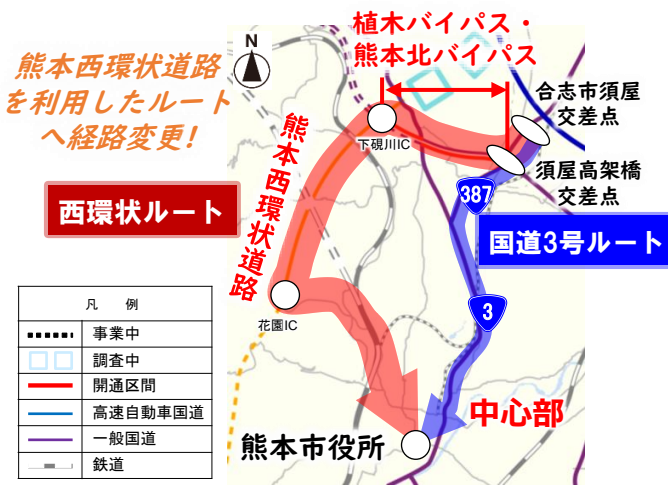 熊本西環状道路
を利用したルート
へ経路変更!
N
植木バイパス・
熊本北バイパス
合志市須屋
交差点
下硯川IC
須屋高架橋
交差点
熊本西環状道路
西環状ルート
387
国道3号ルート
3
花園IC
凡 例
事業中
調査中
開通区間
高速自動車国道
一般国道
鉄道
中心部
熊本市役所